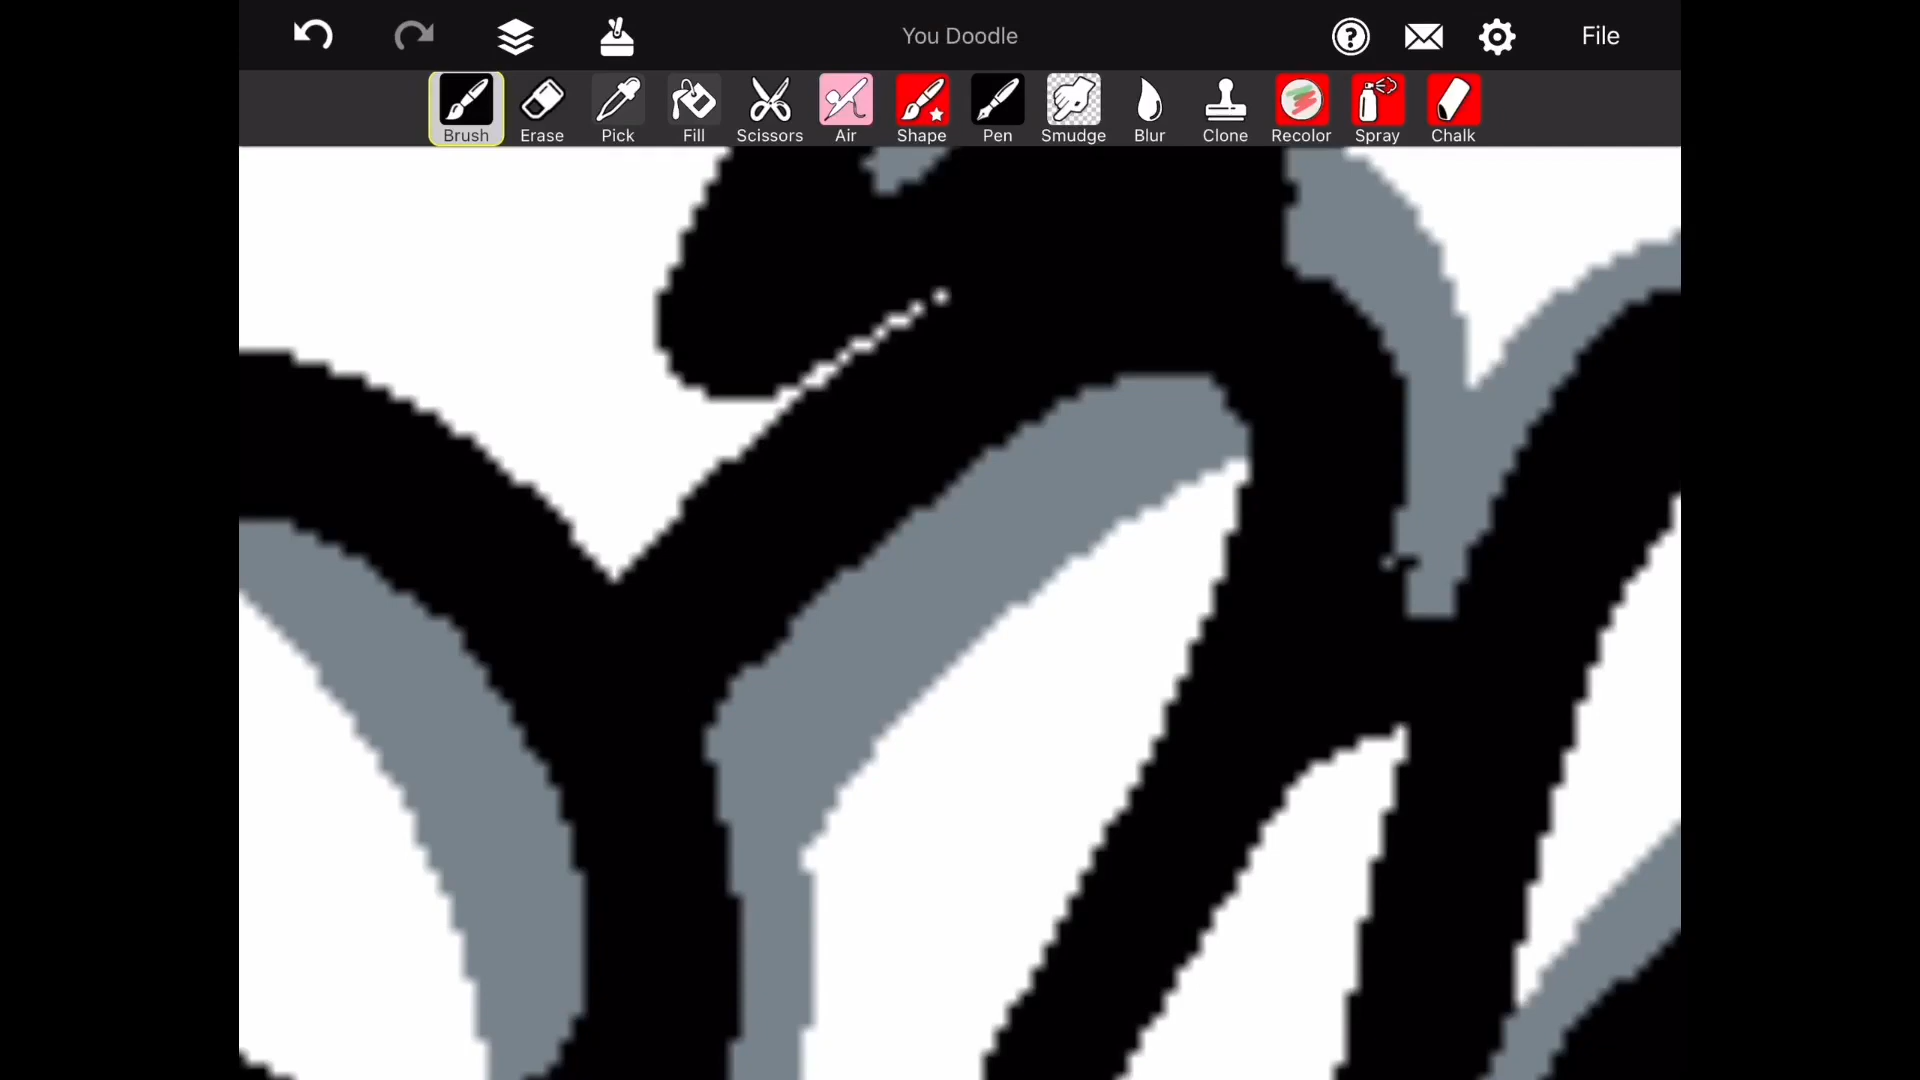 You Doodle
File
Brush Erase Pick Fill Scissors Air Shape Pen Smudge Blur Clone Recolor Spray Chalk